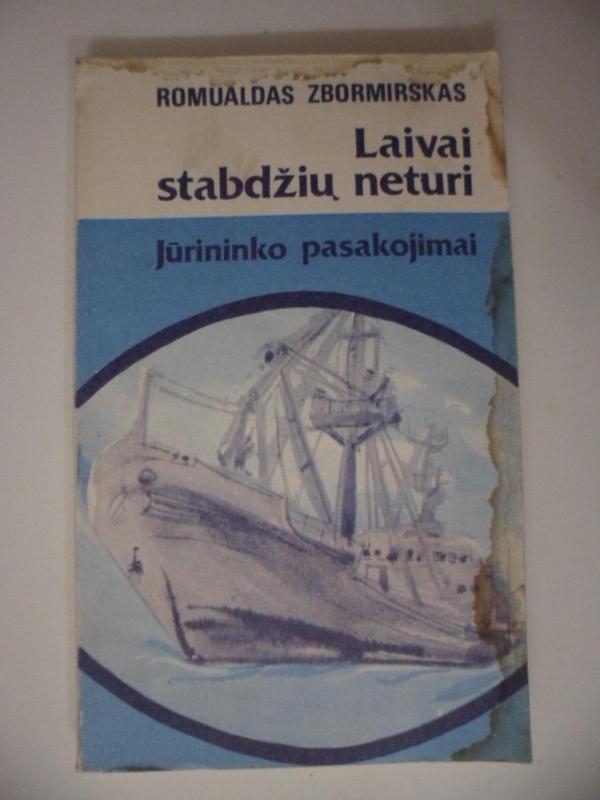 ROMUALDAS ZBORMIRSKAS
Laivai
stabdžių neturi
Jūrininko pasakojimai